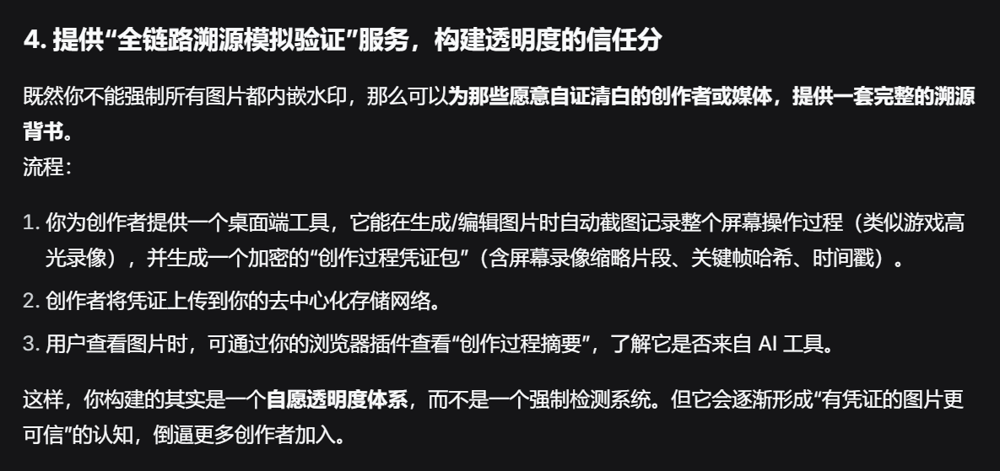 4. 提供“全链路溯源模拟验证”服务，构建透明度的信任分
既然你不能强制所有图片都内嵌水印，那么可以为那些愿意自证清白的创作者或媒体，提供一套完整的溯源
背书。
流程：
1. 你为创作者提供一个桌面端工具，它能在生成/编辑图片时自动截图记录整个屏幕操作过程（类似游戏高
光录像），并生成一个加密的“创作过程凭证包”（含屏幕录像缩略片段、关键帧哈希、时间戳）。
2. 创作者将凭证上传到你的去中心化存储网络。
3. 用户查看图片时，可通过你的浏览器插件查看“创作过程摘要”，了解它是否来自 AI 工具。
这样，你构建的其实是一个自愿透明度体系，而不是一个强制检测系统。但它会逐渐形成“有凭证的图片更
可信”的认知，倒逼更多创作者加入。